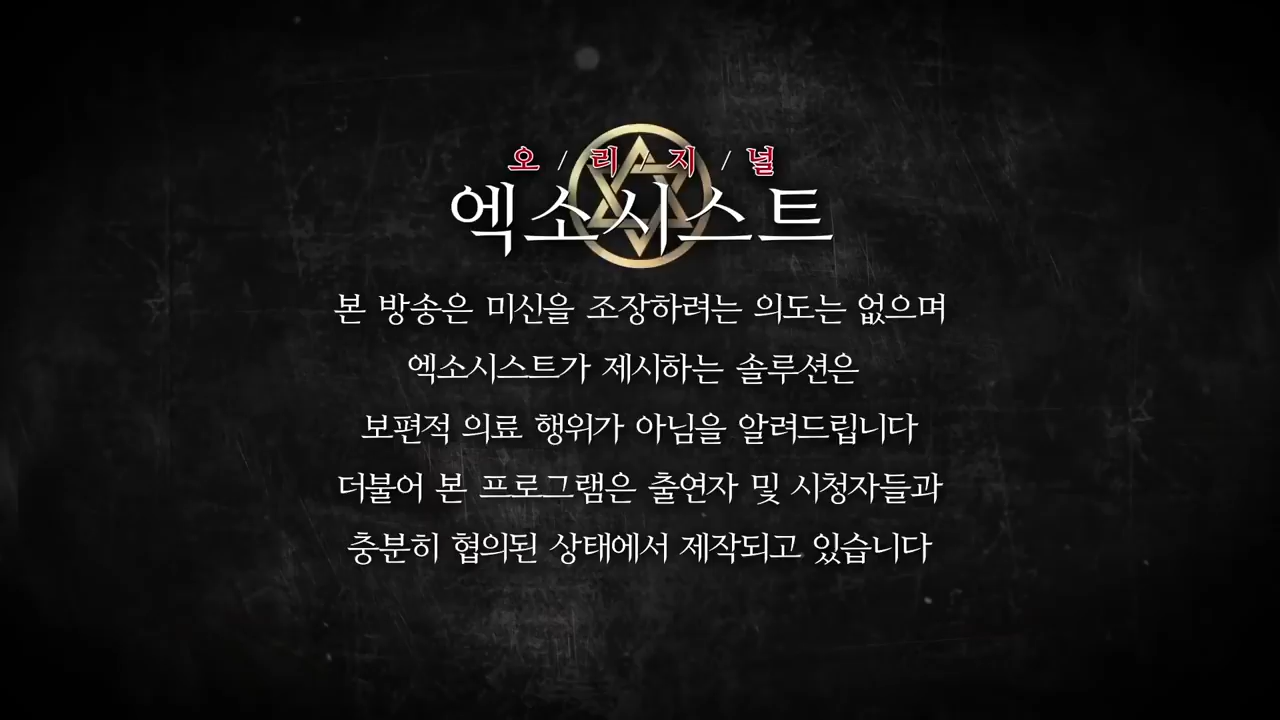 오/리/지/널
엑소시스트
본 방송은 미신을 조장하려는 의도는 없으며
엑소시스트가 제시하는 솔루션은
보편적 의료 행위가 아님을 알려드립니다
더불어 본 프로그램은 출연자 및 시청자들과
충분히 협의된 상태에서 제작되고 있습니다